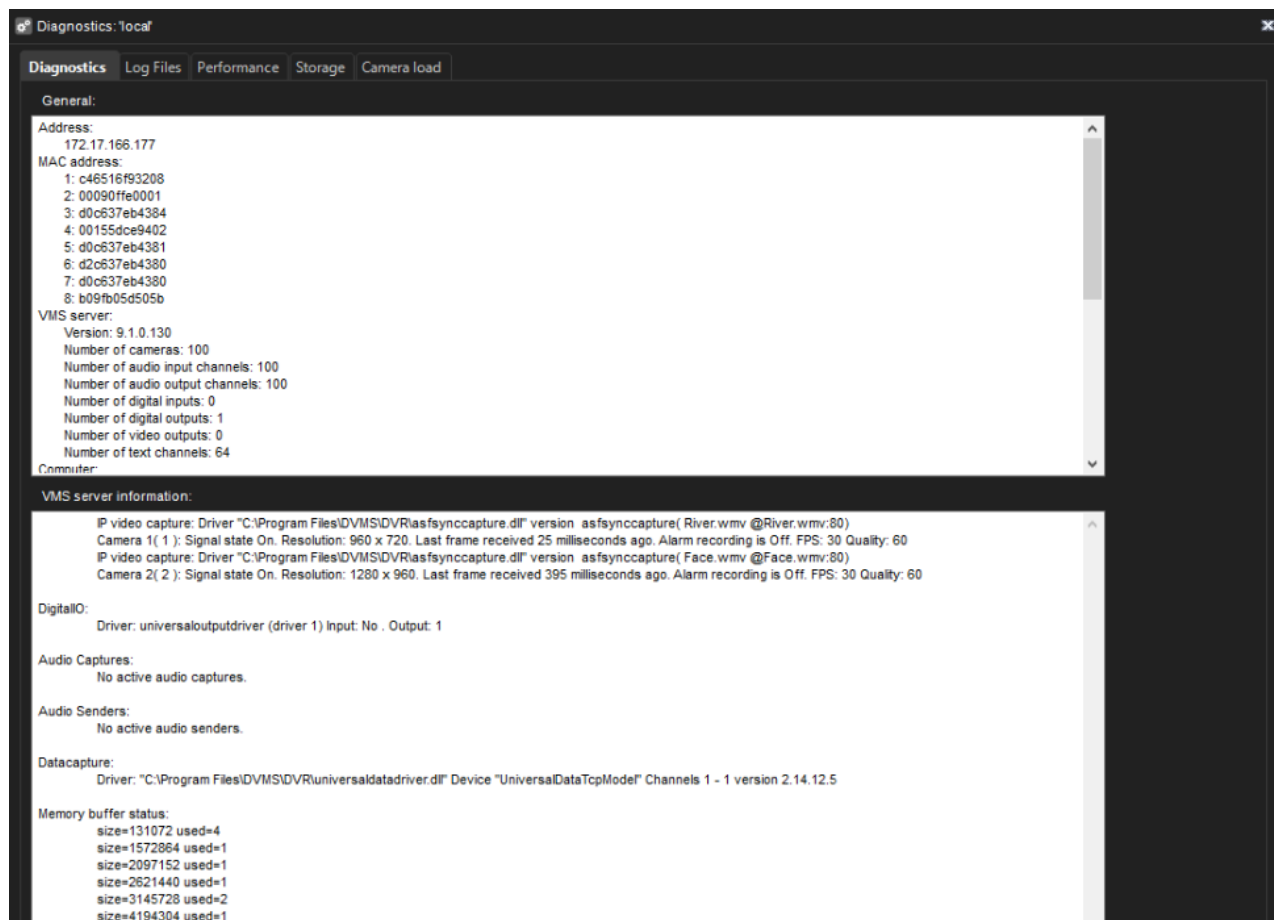 Diagnostics: 'local'
Diagnostics Log Files Performance Storage Camera load
General:
Address:
172.17.166.177
MAC address:
1: c46516f93208
2: 00090ffe0001
3: d0c637eb4384
4: 00155dce9402
5: d0c637eb4381
6: d2c637eb4380
7: d0c637eb4380
8: b09fb05d505b
VMS server:
Version: 9.1.0.130
Number of cameras: 100
Number of audio input channels: 100
Number of audio output channels: 100
Number of digital inputs: 0
Number of digital outputs: 1
Number of video outputs: 0
Number of text channels: 64
Computer:
VMS server information:
IP video capture: Driver "C:\Program Files\DVMS\DVR\asfsynccapture.dll" version asfsynccapture( River.wmv @River.wmv:80)
Camera 1( 1 ): Signal state On. Resolution: 960 x 720. Last frame received 25 milliseconds ago. Alarm recording is Off. FPS: 30 Quality: 60
IP video capture: Driver "C:\Program Files\DVMS\DVR\asfsynccapture.dll" version asfsynccapture( Face.wmv @Face.wmv:80)
Camera 2( 2 ): Signal state On. Resolution: 1280 x 960. Last frame received 395 milliseconds ago. Alarm recording is Off. FPS: 30 Quality: 60
DigitalIO:
Driver: universaloutputdriver (driver 1) Input: No . Output: 1
Audio Captures:
No active audio captures.
Audio Senders:
No active audio senders.
Datacapture:
Driver: "C:\Program Files\DVMS\DVR\universaldatadriver.dll" Device "UniversalDataTcpModel" Channels 1 - 1 version 2.14.12.5
Memory buffer status:
size=131072 used=4
size=1572864 used=1
size=2097152 used=1
size=2621440 used=1
size=3145728 used=2
size=4194304 used=1